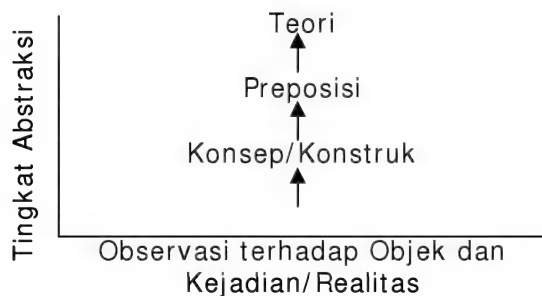 Teori
Preposisi
Konsep/Konstruk
Tingkat Abstraksi
Observasi terhadap Objek dan
Kejadian/Realitas